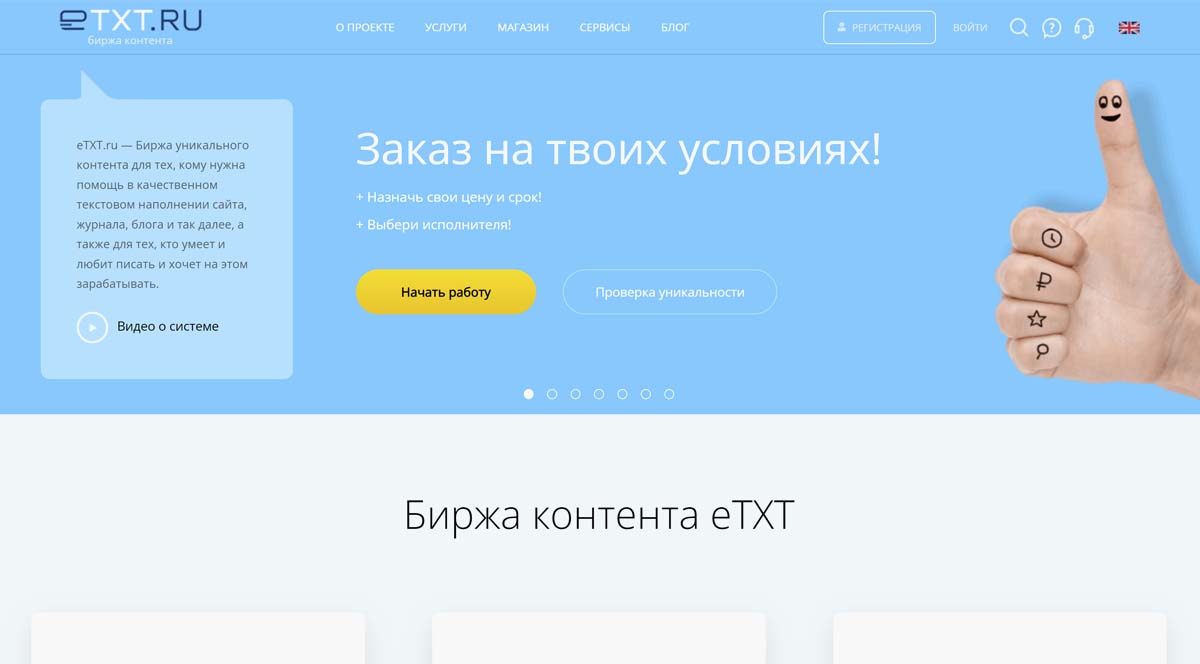 eTXT.RU
биржа контента
О ПРОЕКТЕ
УСЛУГИ
МАГАЗИН
СЕРВИСЫ
БЛОГ
РЕГИСТРАЦИЯ
ВОЙТИ
eTXT.ru — Биржа уникального
контента для тех, кому нужна
помощь в качественном
текстовом наполнении сайта,
журнала, блога и так далее, а
также для тех, кто умеет и
любит писать и хочет на этом
зарабатывать.
Видео о системе
Заказ на твоих условиях!
+ Назначь свои цену и срок!
+ Выбери исполнителя!
Начать работу
Проверка уникальности
₽
Биржа контента eTXT